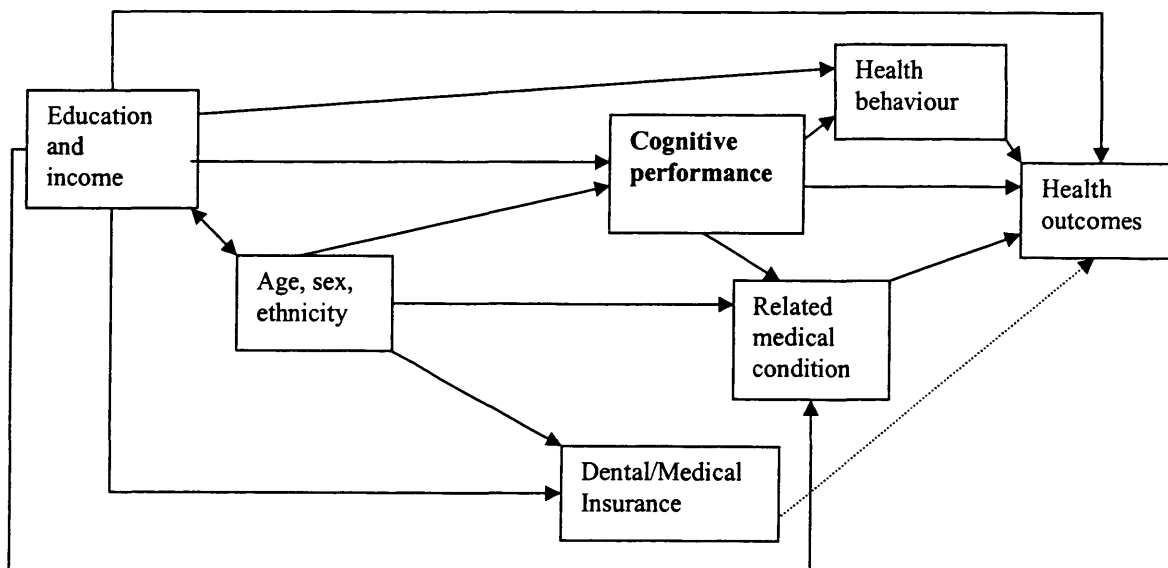 Education
and
income
Health
behaviour
Cognitive
performance
Health
outcomes
Age, sex,
ethnicity
Related
medical
condition
Dental/Medical
Insurance